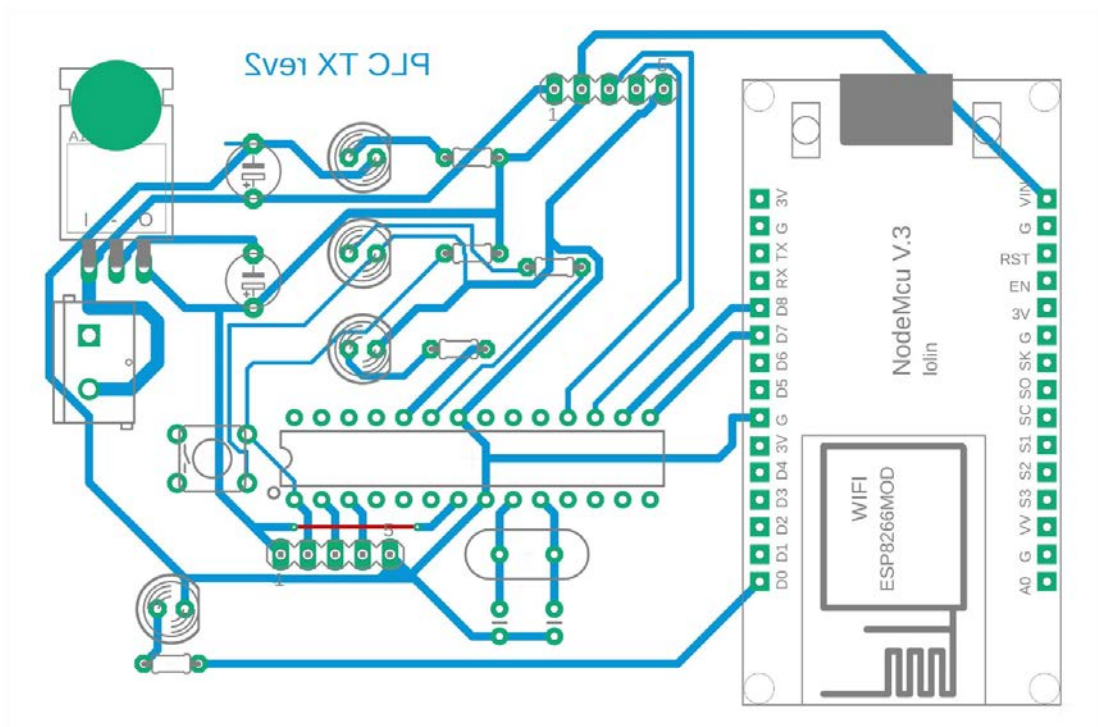 PLC TX rev2
5
1
I - O
3V
G
TX
RX
D8
D7
D6
D5
G
3V
D4
D3
D2
D1
D0
NodeMcu V.3
lolin
VIN
G
RST
EN
3V
G
SK
SO
SC
S1
S2
S3
VV
G
A0
WIFI
ESP8266MOD
5
1